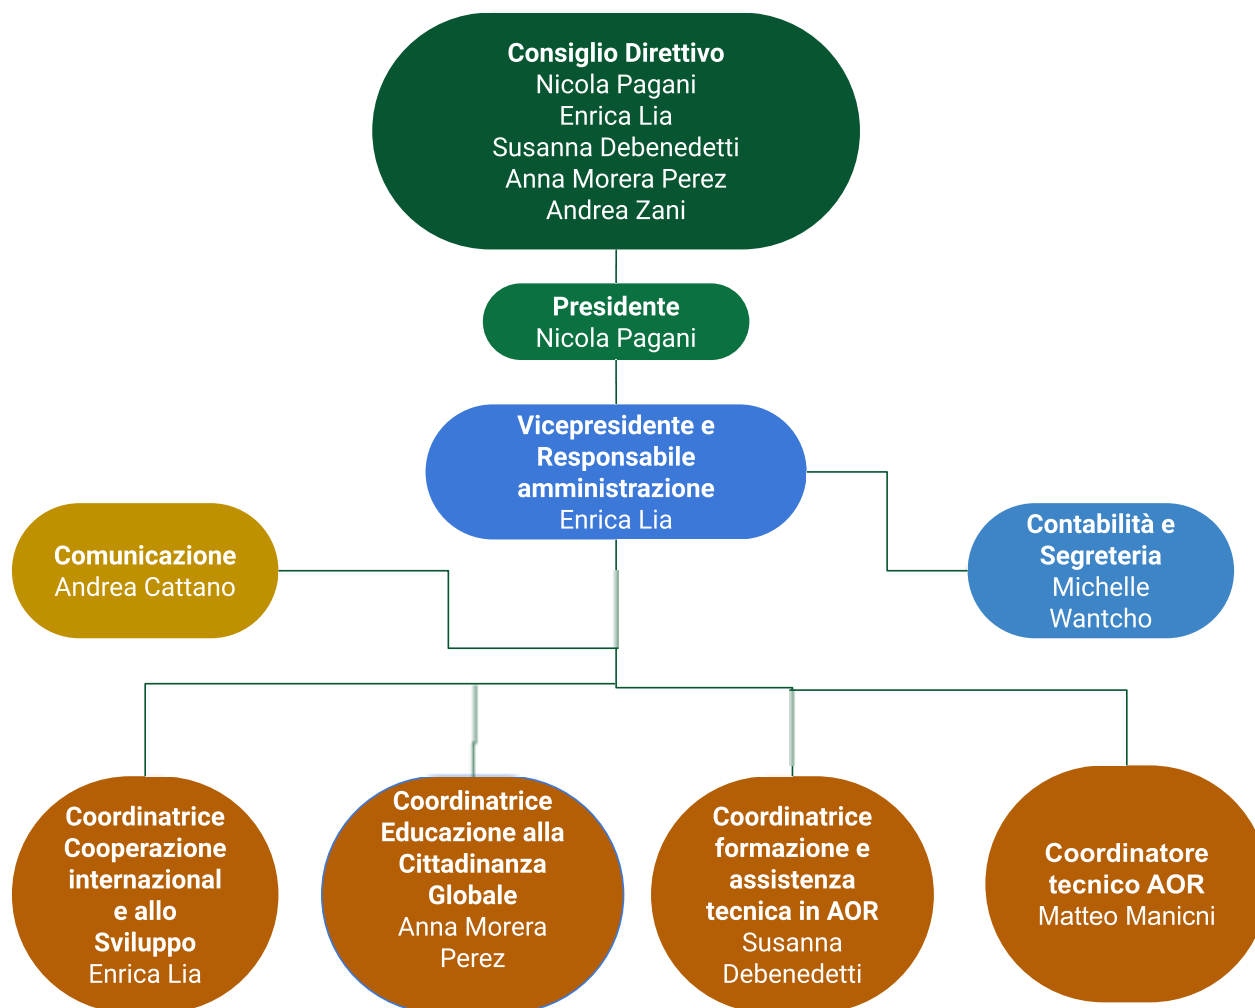 Consiglio Direttivo
Nicola Pagani
Enrica Lia
Susanna Debenedetti
Anna Morera Perez
Andrea Zani
Presidente
Nicola Pagani
Vicepresidente e
Responsabile
amministrazione
Enrica Lia
Comunicazione
Andrea Cattano
Contabilità e
Segreteria
Michelle
Wantcho
Coordinatrice
Cooperazione
internazional
e allo
Sviluppo
Enrica Lia
Coordinatrice
Educazione alla
Cittadinanza
Globale
Anna Morera
Perez
Coordinatrice
formazione e
assistenza
tecnica in AOR
Susanna
Debenedetti
Coordinatore
tecnico AOR
Matteo Manicni